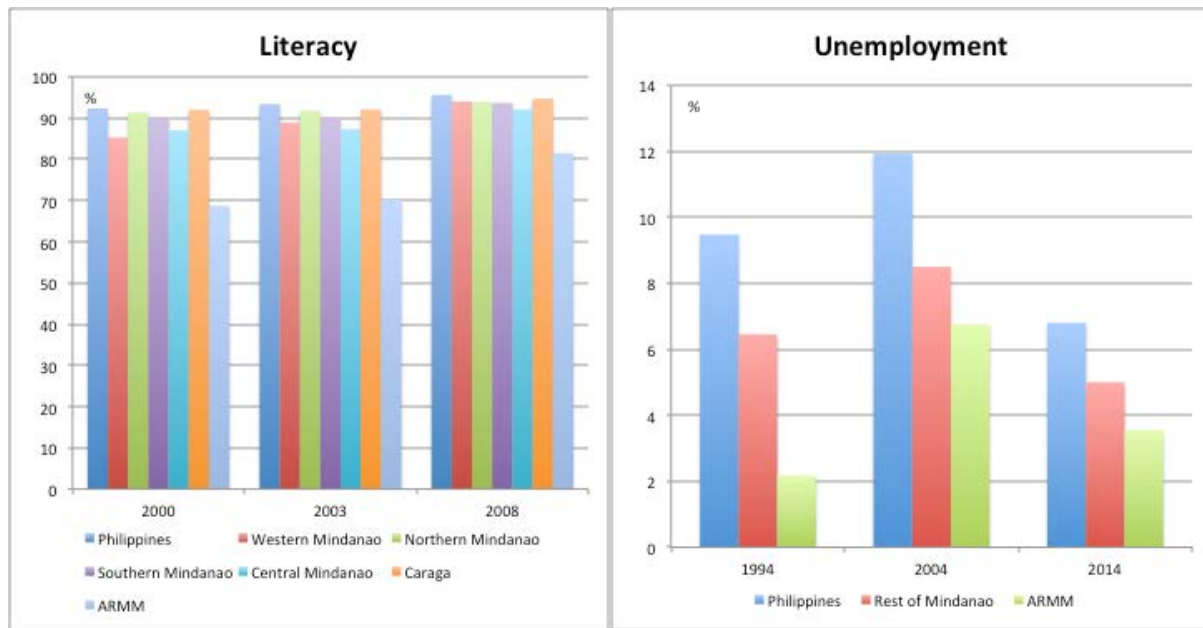 Literacy
100
%
90
80
70
60
50
40
30
20
10
0
2000 2003 2008
Philippines Western Mindanao Northern Mindanao
Southern Mindanao Central Mindanao Caraga
ARMM
Unemployment
14
%
12
10
8
6
4
2
0
1994 2004 2014
Philippines Rest of Mindanao ARMM